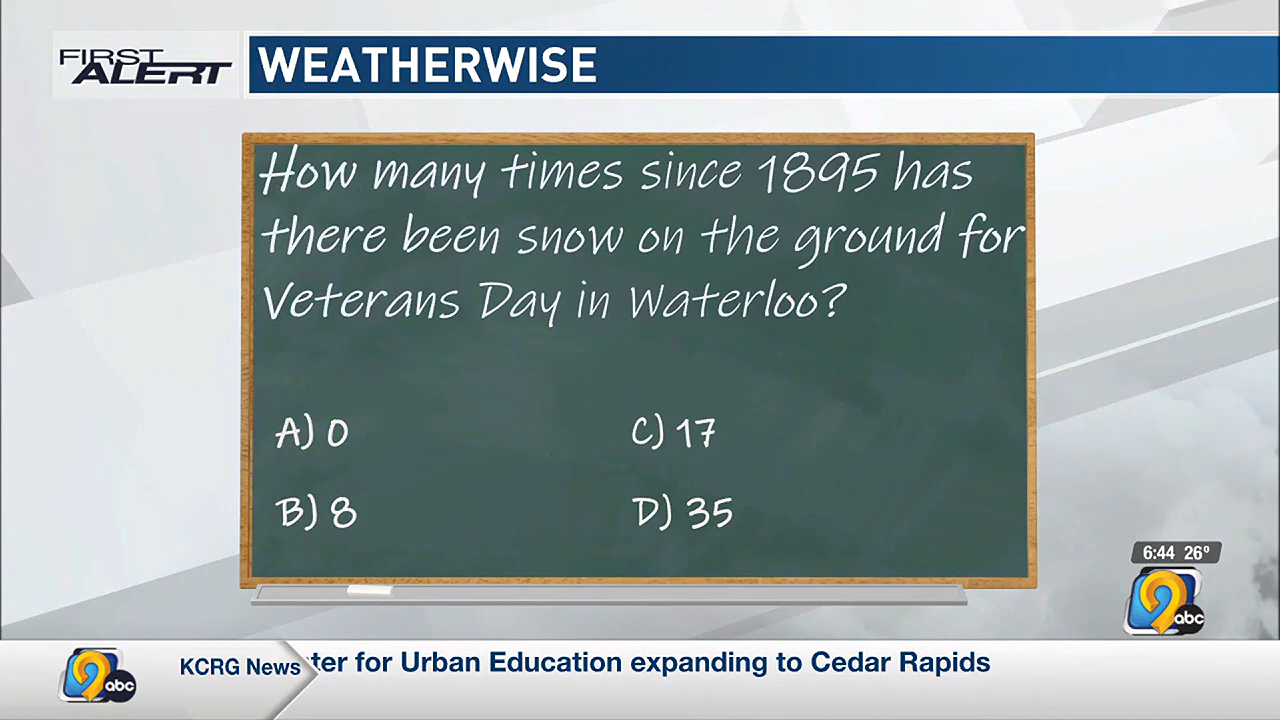 FIRST
ALERT
WEATHERWISE
How many times since 1895 has
there been snow on the ground for
Veterans Day in Waterloo?
A) 0
C) 17
B) 8
D) 35
6:44 26°
9
abc
9
abc
KCRG News
ter for Urban Education expanding to Cedar Rapids